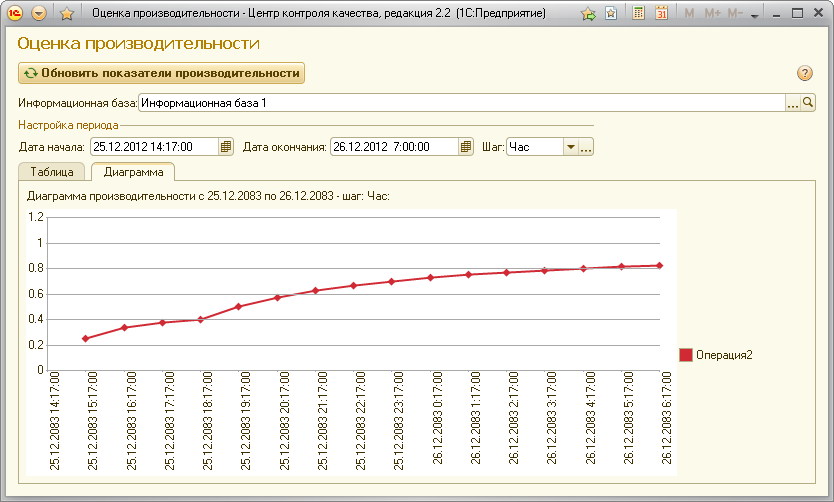 Оценка производительности - Центр контроля качества, редакция 2.2 (1С:Предприятие)
31 M M+ M-
Оценка производительности
Обновить показатели производительности
?
Информационная база: Информационная база 1 ...
Настройка периода
Дата начала: 25.12.2012 14:17:00 Дата окончания: 26.12.2012 7:00:00 Шаг: Час ...
Таблица Диаграмма
Диаграмма производительности с 25.12.2083 по 26.12.2083 - шаг: Час:
1.2
1
0.8
0.6
0.4
0.2
0
25.12.2083 14:17:00
25.12.2083 15:17:00
25.12.2083 16:17:00
25.12.2083 17:17:00
25.12.2083 18:17:00
25.12.2083 19:17:00
25.12.2083 20:17:00
25.12.2083 21:17:00
25.12.2083 22:17:00
25.12.2083 23:17:00
26.12.2083 0:17:00
26.12.2083 1:17:00
26.12.2083 2:17:00
26.12.2083 3:17:00
26.12.2083 4:17:00
26.12.2083 5:17:00
26.12.2083 6:17:00
Операция2